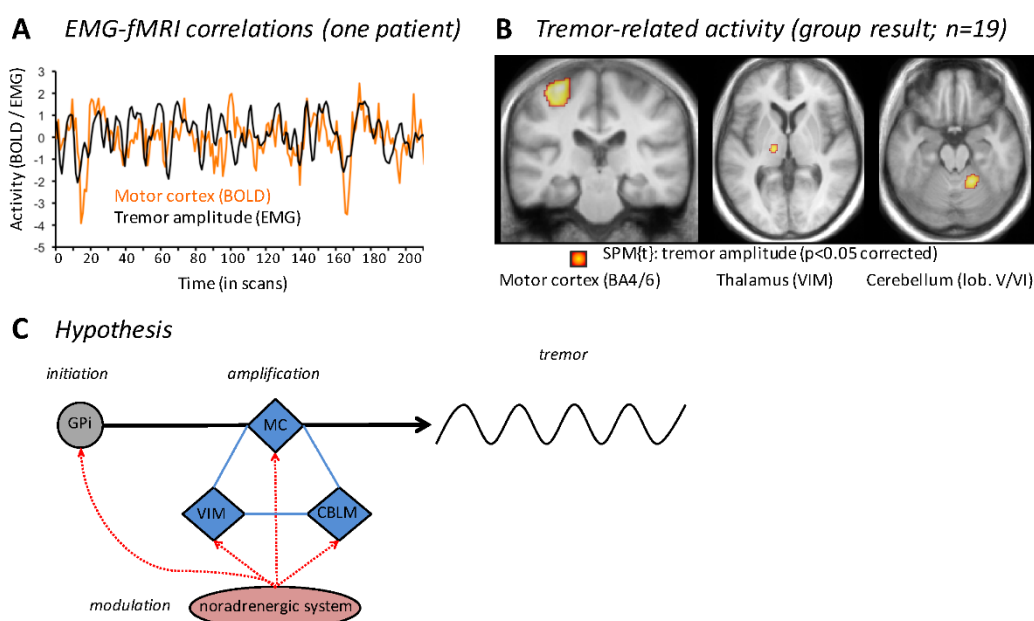 A EMG-fMRI correlations (one patient)
Activity (BOLD / EMG)
3
2
1
0
-1
-2
-3
-4
-5
0 20 40 60 80 100 120 140 160 180 200
Motor cortex (BOLD)
Tremor amplitude (EMG)
Time (in scans)
B Tremor-related activity (group result; n=19)
SPM{t}: tremor amplitude (p<0.05 corrected)
Motor cortex (BA4/6) Thalamus (VIM) Cerebellum (lob. V/VI)
C Hypothesis
tremor
initiation amplification
GPi MC
VIM CBLM
modulation noradrenergic system